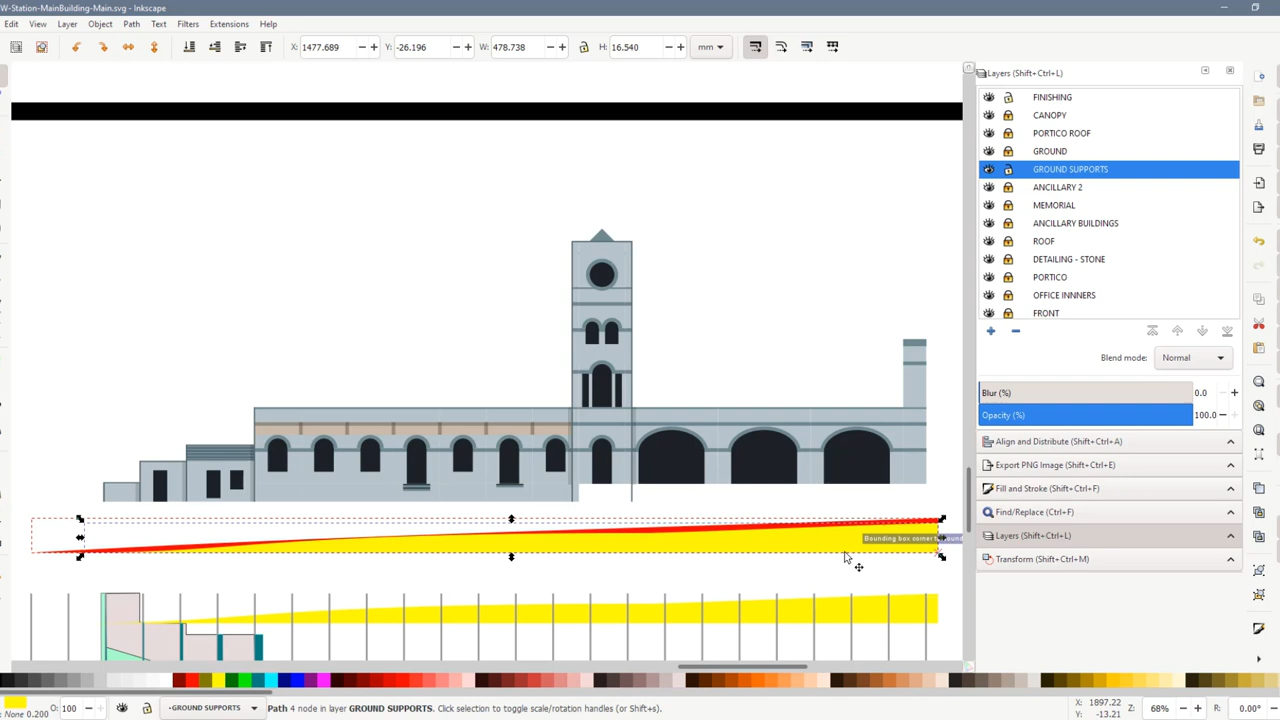 W-Station-MainBuilding-Main.svg - Inkscape
Edit View Layer Object Path Text Filters Extensions Help
X: 1477.689 Y: -26.196 W: 478.738 H: 16.540 mm
Layers (Shift+Ctrl+L)
FINISHING
CANOPY
PORTICO ROOF
GROUND
GROUND SUPPORTS
ANCILLARY 2
MEMORIAL
ANCILLARY BUILDINGS
ROOF
DETAILING - STONE
PORTICO
OFFICE INNNERS
FRONT
Blend mode: Normal
Blur (%) 0.0
Opacity (%) 100.0
Align and Distribute (Shift+Ctrl+A)
Export PNG Image (Shift+Ctrl+E)
Fill and Stroke (Shift+Ctrl+F)
Find/Replace (Ctrl+F)
Layers (Shift+Ctrl+L)
Transform (Shift+Ctrl+M)
Bounding box corner
None 0.200 O: 100 GROUND SUPPORTS Path 4 node in layer GROUND SUPPORTS. Click selection to toggle scale/rotation handles (or Shift+s). X: 1897.22 Z: 68% R: 0.00°
Y: -13.21